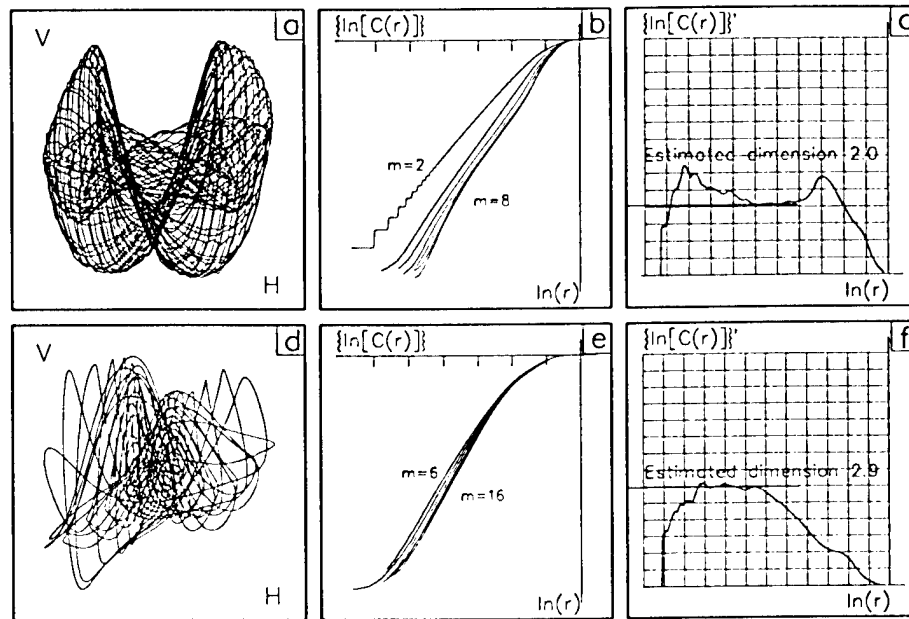 V
a
H
{ln[C(r)]}
b
m=2
m=8
ln(r)
{ln[C(r)]}'
c
Estimated dimension 2.0
ln(r)
V
d
H
{ln[C(r)]}
e
m=6
m=16
ln(r)
{ln[C(r)]}'
f
Estimated dimension 2.9
ln(r)